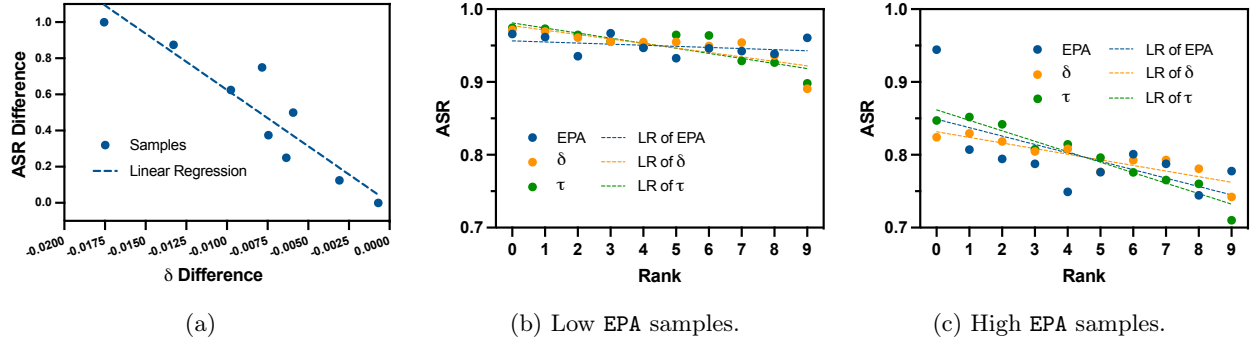 ASR Difference
1.0
0.8
0.6
0.4
0.2
0.0
Samples
Linear Regression
-0.0200
-0.0175
-0.0150
-0.0125
-0.0100
-0.0075
-0.0050
-0.0025
0.0000
δ Difference
(a)
ASR
1.0
0.9
0.8
0.7
EPA LR of EPA
δ LR of δ
τ LR of τ
0 1 2 3 4 5 6 7 8 9
Rank
(b) Low EPA samples.
ASR
1.0
0.9
0.8
0.7
EPA LR of EPA
δ LR of δ
τ LR of τ
0 1 2 3 4 5 6 7 8 9
Rank
(c) High EPA samples.